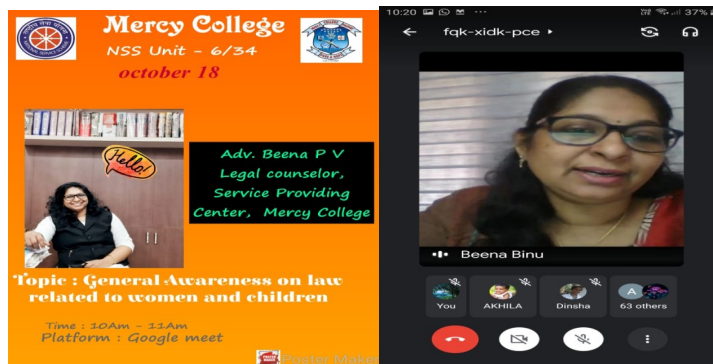 Mercy College
NSS Unit - 6/34
october 18
Hello!
Adv. Beena P V
Legal counselor,
Service Providing
Center, Mercy College
Topic : General Awareness on law
related to women and children
Time : 10Am - 11Am
Platform : Google meet
Poster Maker
10:20
37%
fqk-xidk-pce
Beena Binu
You
AKHILA
Dinsha
A
63 others